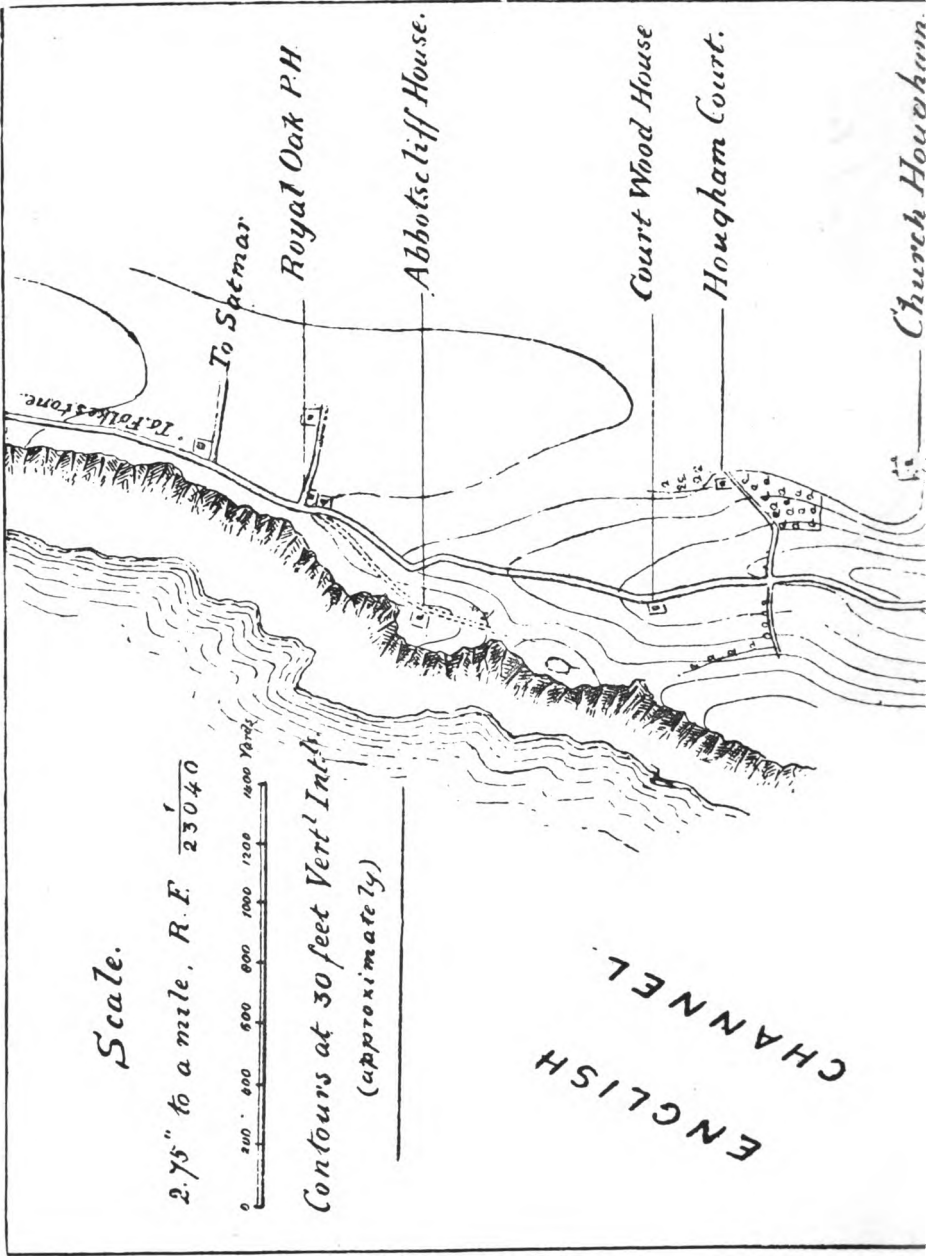 To Folkestone.
To Satmar
Royal Oak P.H.
Abbotscliff House.
Court Wood House
Hougham Court.
Church Hougham.
Scale.
2.75" to a mile. R.F. 1/23040
0 200 400 600 800 1000 1200 1400 Yards.
Contours at 30 feet Vert! Int.ls.
(approximately)
ENGLISH
CHANNEL.